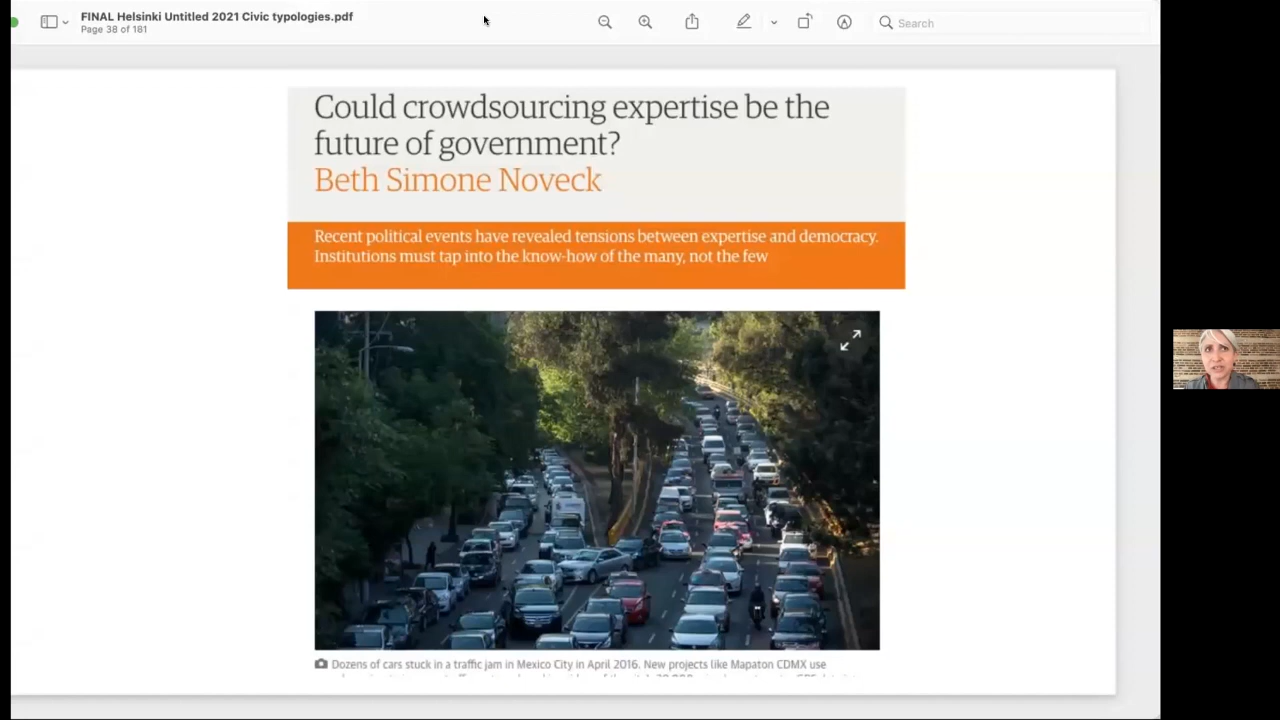 FINAL Helsinki Untitled 2021 Civic typologies.pdf
Page 38 of 181
Search
Could crowdsourcing expertise be the
future of government?
Beth Simone Noveck
Recent political events have revealed tensions between expertise and democracy.
Institutions must tap into the know-how of the many, not the few
Dozens of cars stuck in a traffic jam in Mexico City in April 2016. New projects like Mapaton CDMX use